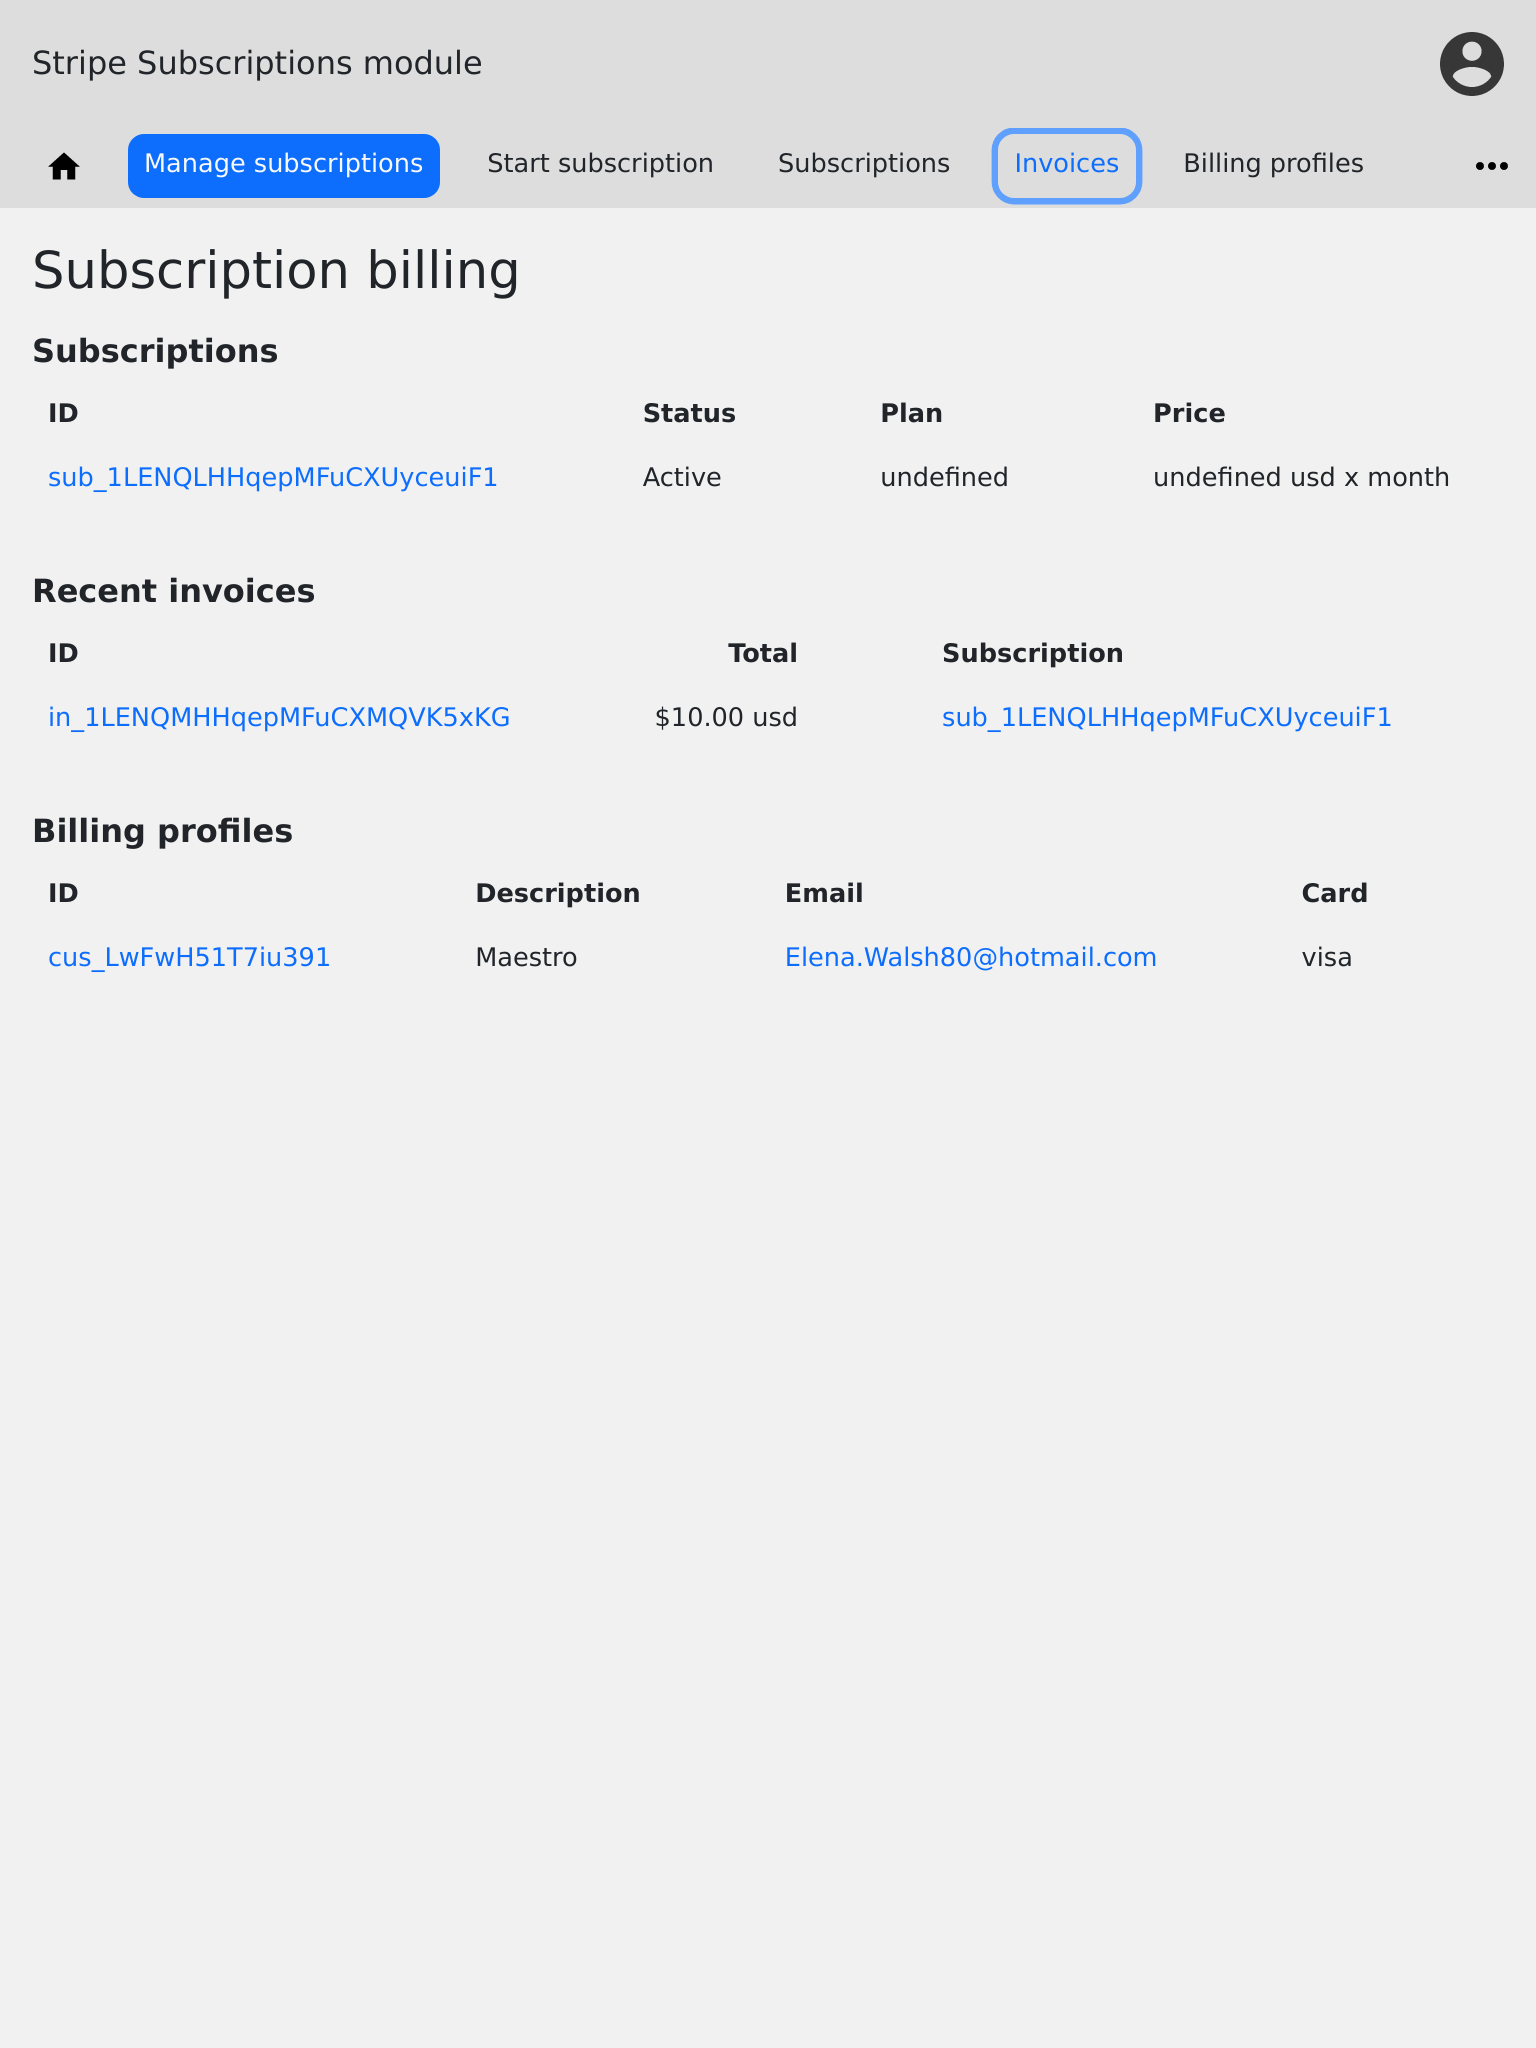 Stripe Subscriptions module
Manage subscriptions Start subscription Subscriptions Invoices Billing profiles
Subscription billing
Subscriptions
ID Status Plan Price
sub_1LENQLHHqepMFuCXUyceuiF1 Active undefined undefined usd x month
Recent invoices
ID Total Subscription
in_1LENQMHHqepMFuCXMQVK5xKG $10.00 usd sub_1LENQLHHqepMFuCXUyceuiF1
Billing profiles
ID Description Email Card
cus_LwFwH51T7iu391 Maestro Elena.Walsh80@hotmail.com visa